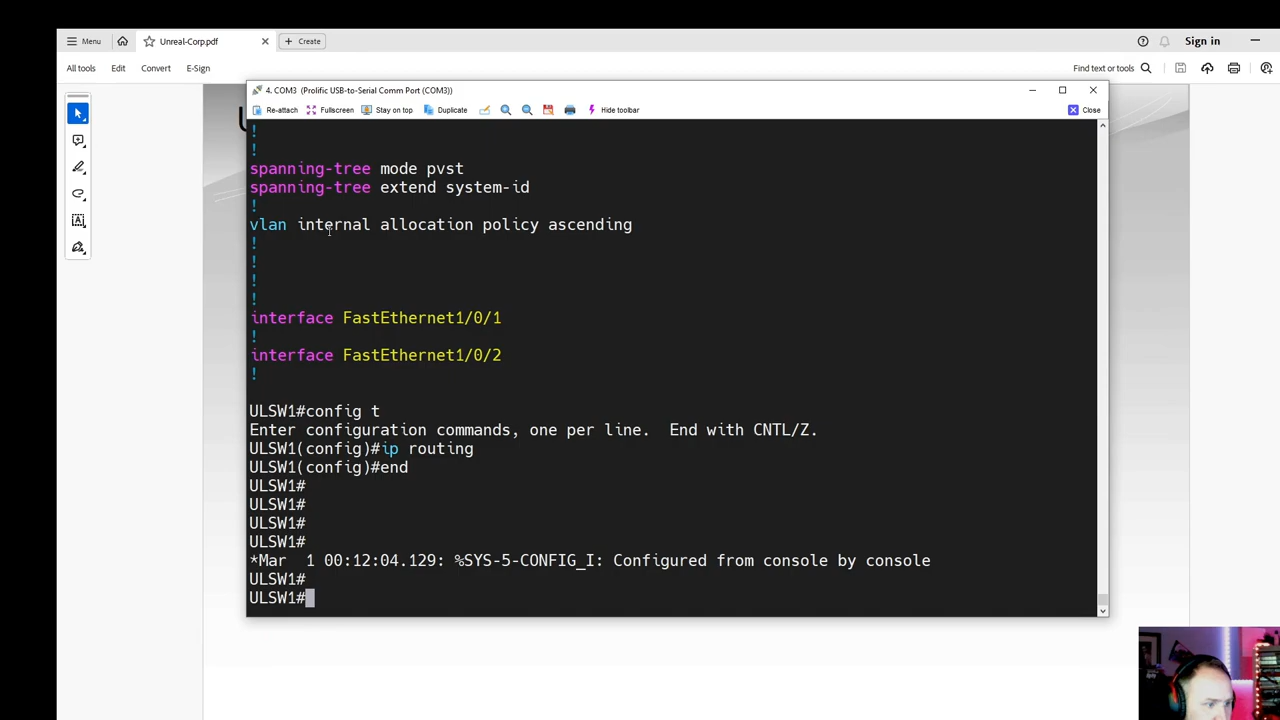 Menu
Unreal-Corp.pdf
Create
Sign in
All tools
Edit
Convert
E-Sign
Find text or tools
4. COM3 (Prolific USB-to-Serial Comm Port (COM3))
Re-attach
Fullscreen
Stay on top
Duplicate
Hide toolbar
Close
!
!
spanning-tree mode pvst
spanning-tree extend system-id
!
vlan internal allocation policy ascending
!
!
!
!
interface FastEthernet1/0/1
!
interface FastEthernet1/0/2
!
ULSW1#config t
Enter configuration commands, one per line.  End with CNTL/Z.
ULSW1(config)#ip routing
ULSW1(config)#end
ULSW1#
ULSW1#
ULSW1#
ULSW1#
*Mar  1 00:12:04.129: %SYS-5-CONFIG_I: Configured from console by console
ULSW1#
ULSW1#